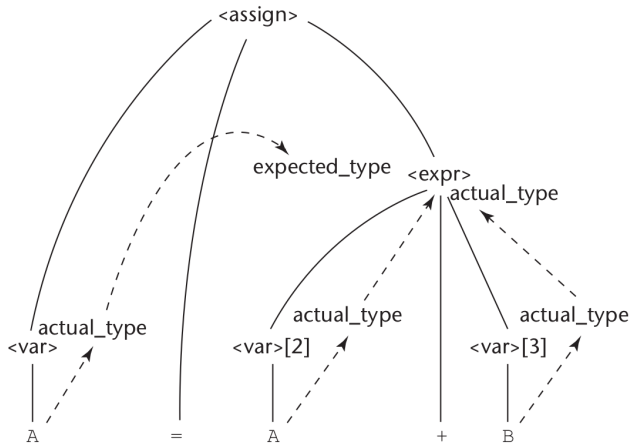 <assign>
expected_type
<expr>
actual_type
actual_type
actual_type
actual_type
<var>
<var>[2]
<var>[3]
A
=
A
+
B